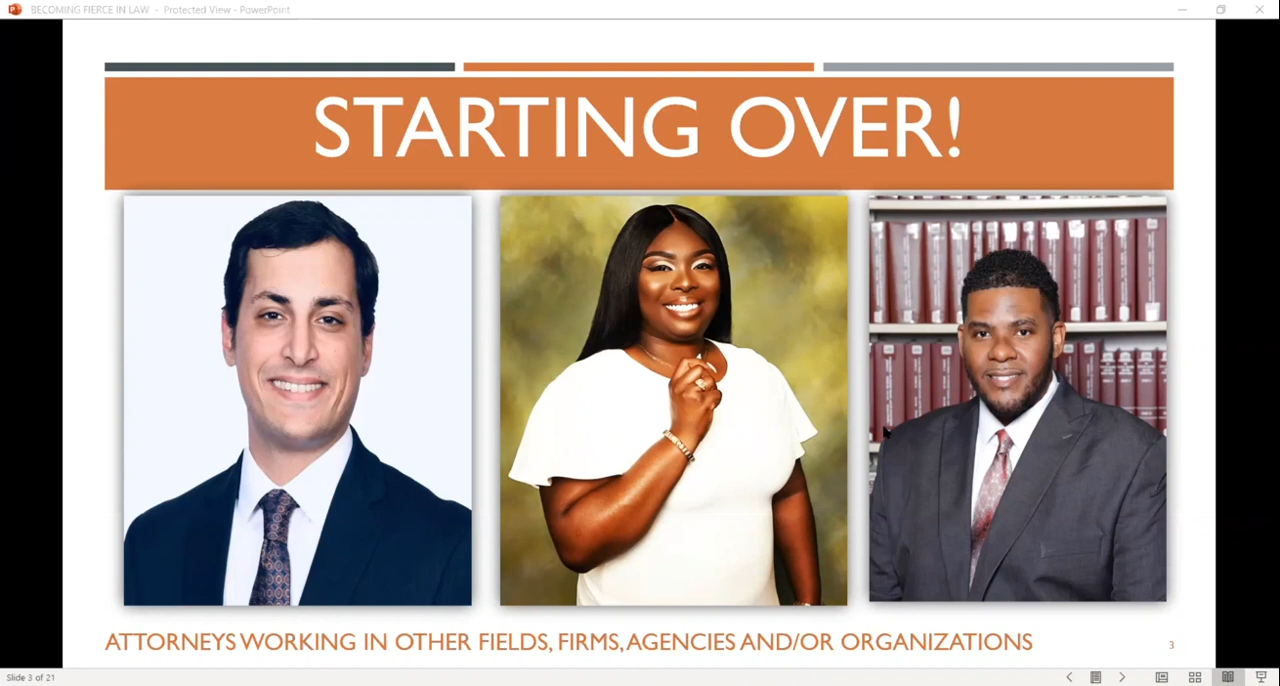 BECOMING FIERCE IN LAW - Protected View - PowerPoint
STARTING OVER!
ATTORNEYS WORKING IN OTHER FIELDS, FIRMS, AGENCIES AND/OR ORGANIZATIONS
3
Slide 3 of 21